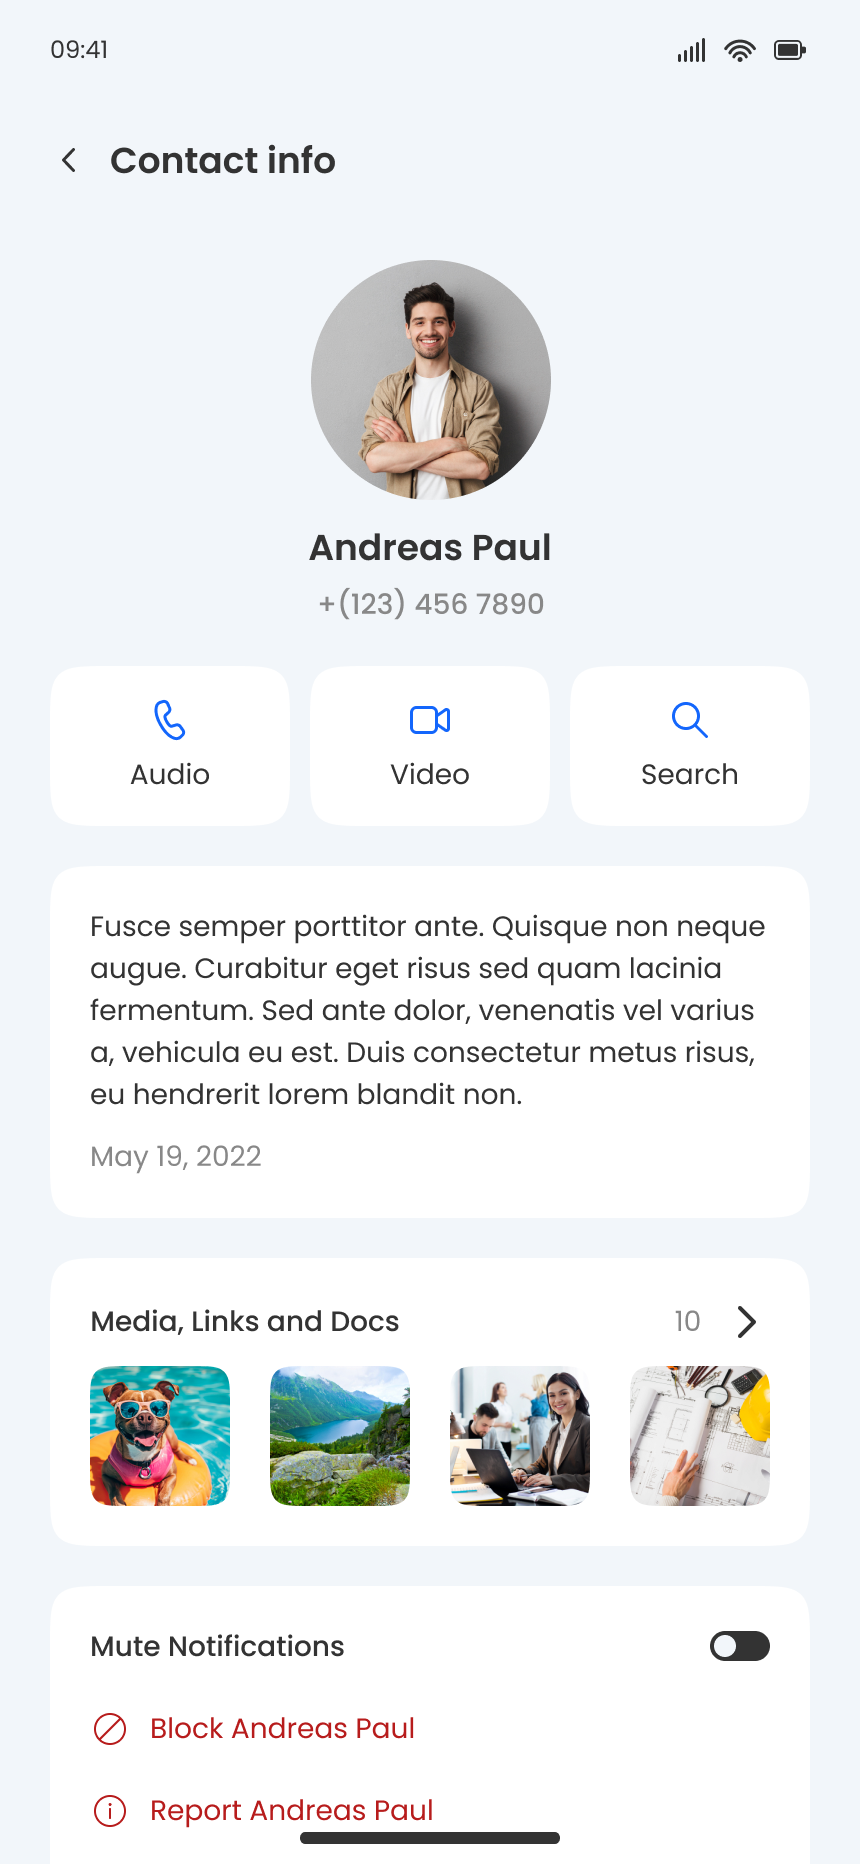 09:41
Contact info
Andreas Paul
+(123) 456 7890
Audio
Video
Search
Fusce semper porttitor ante. Quisque non neque
augue. Curabitur eget risus sed quam lacinia
fermentum. Sed ante dolor, venenatis vel varius
a, vehicula eu est. Duis consectetur metus risus,
eu hendrerit lorem blandit non.
May 19, 2022
Media, Links and Docs 10
Mute Notifications
Block Andreas Paul
Report Andreas Paul